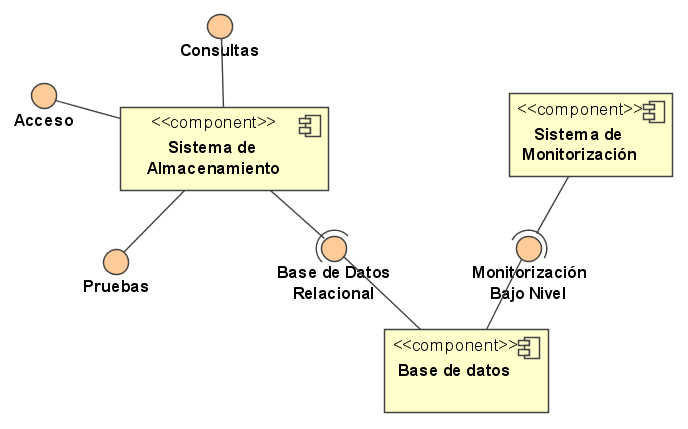 Consultas
Acceso
<<component>>
Sistema de
Almacenamiento
<<component>>
Sistema de
Monitorización
Pruebas
Base de Datos
Relacional
Monitorización
Bajo Nivel
<<component>>
Base de datos